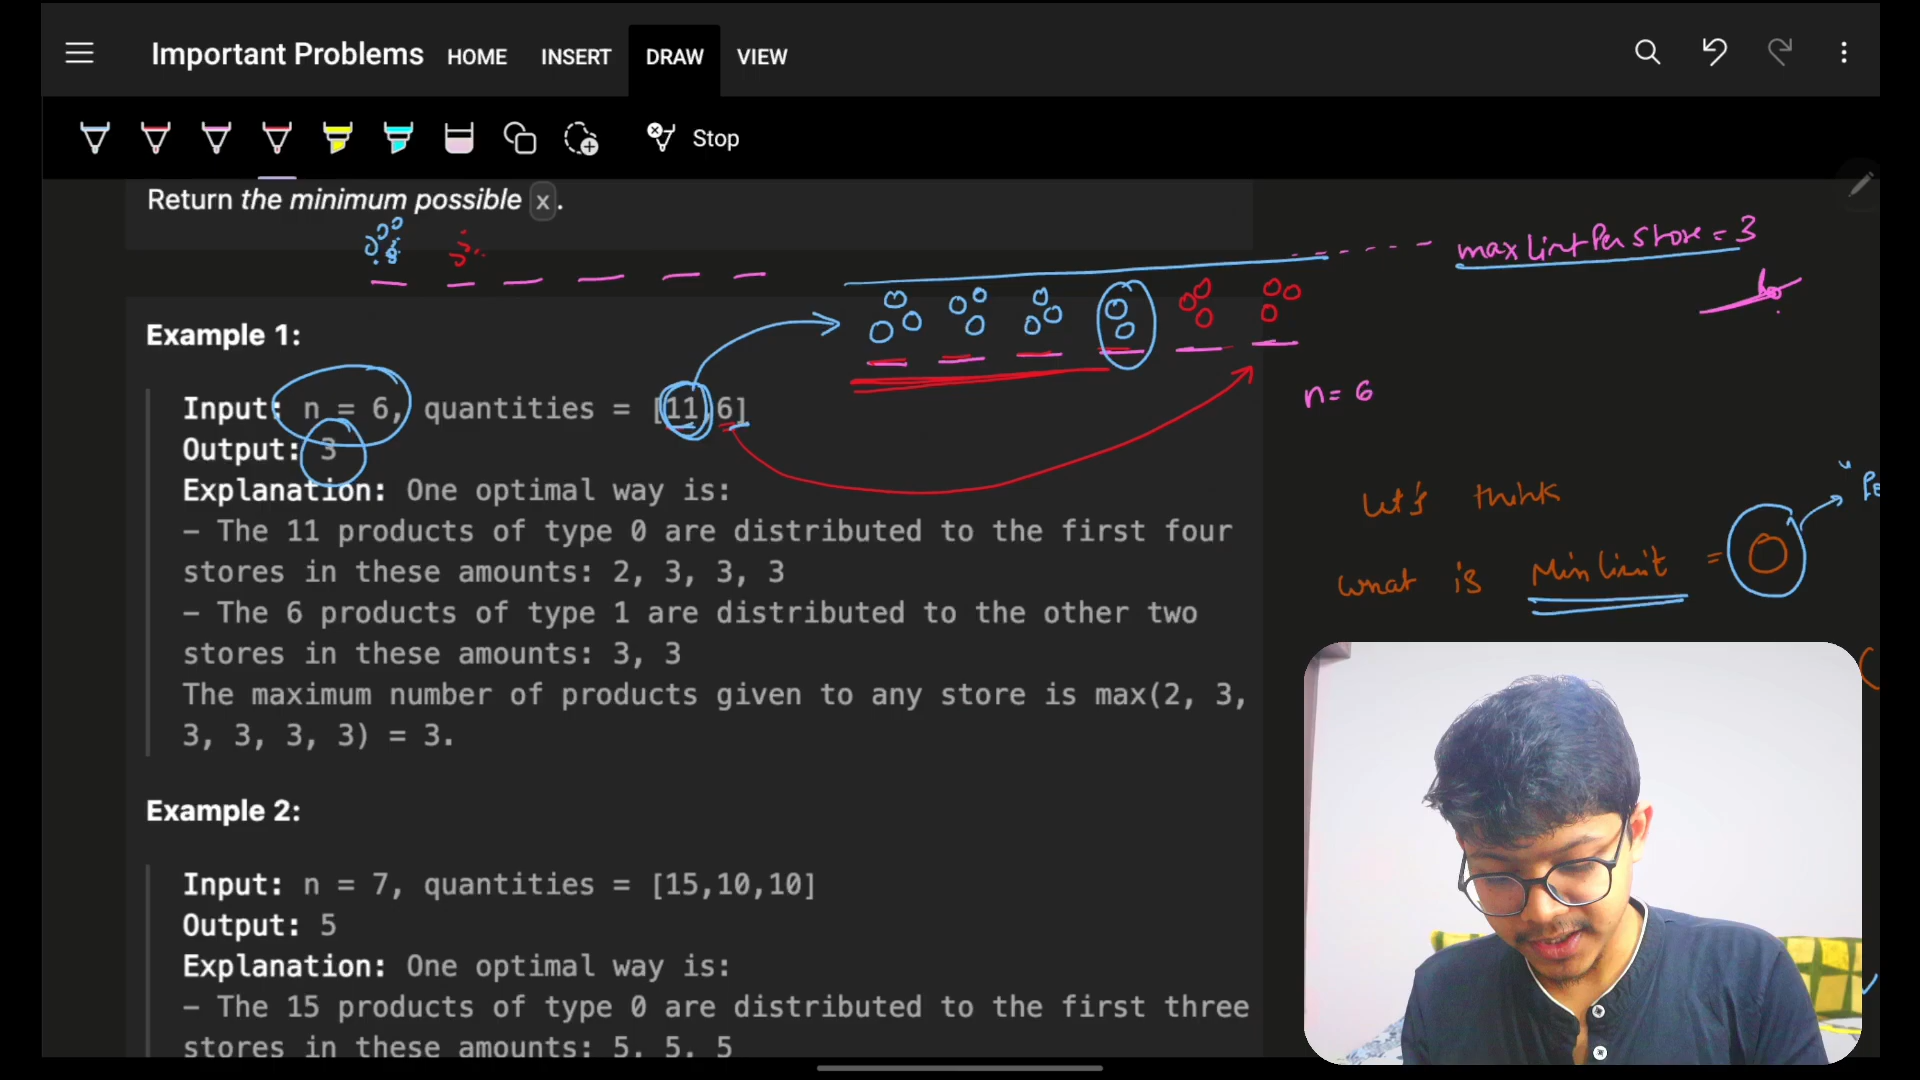 Important Problems HOME INSERT DRAW VIEW
Stop
Return the minimum possible x.
max limt Per Store = 3
Example 1:
Input: n = 6, quantities = [11,6]
n = 6
Output: 3
Explanation: One optimal way is:
Let's think
- The 11 products of type 0 are distributed to the first four
stores in these amounts: 2, 3, 3, 3
what is Min limit = 0
- The 6 products of type 1 are distributed to the other two
stores in these amounts: 3, 3
The maximum number of products given to any store is max(2, 3,
3, 3, 3, 3) = 3.
Example 2:
Input: n = 7, quantities = [15,10,10]
Output: 5
Explanation: One optimal way is:
- The 15 products of type 0 are distributed to the first three
stores in these amounts: 5, 5, 5